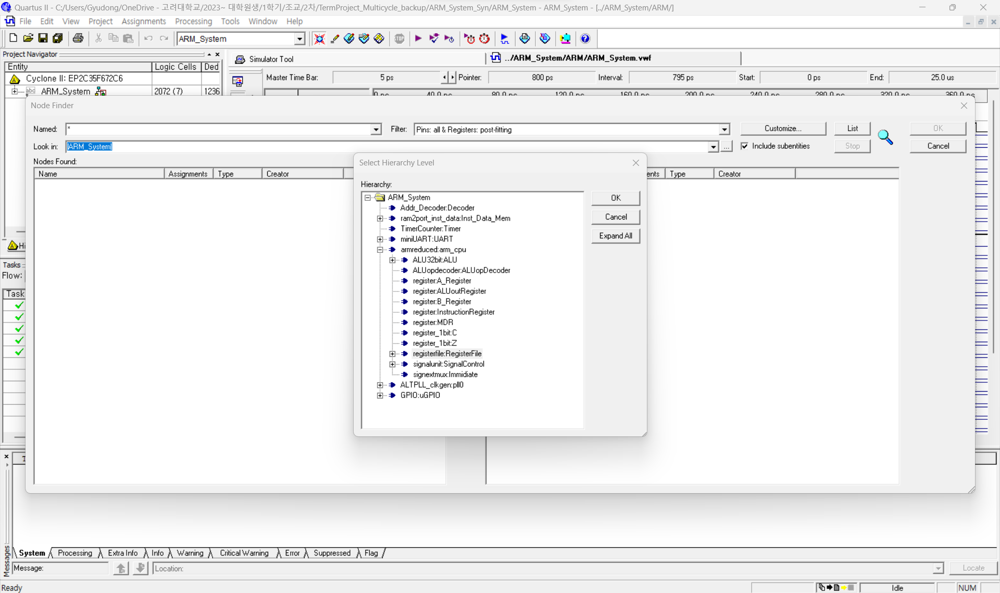 Quartus II - C:/Users/Gyudong/OneDrive - 고려대학교/2023~ 대학원생/1학기/조교/2차/TermProject_Multicycle_backup/ARM_System_Syn/ARM_System - ARM_System - [../ARM_System/ARM/]
File Edit View Project Assignments Processing Tools Window Help
ARM_System
STOP
Project Navigator
Entity Logic Cells Ded
Cyclone II: EP2C35F672C6
abc ARM_System 2072 (7) 1236
Simulator Tool
../ARM_System/ARM/ARM_System.vwf
Master Time Bar: 5 ps Pointer: 800 ps Interval: 795 ps Start: 0 ps End: 25.0 us
0 ps 40.0 ns 80.0 ns 120.0 ns 160.0 ns 200.0 ns 240.0 ns 280.0 ns 320.0 ns 360.0 ns
Node Finder
Named: * Filter: Pins: all & Registers: post-fitting Customize... List OK
Look in: |ARM_System| ... Include subentities Stop Cancel
Nodes Found:
Name Assignments Type Creator
ents Type Creator
Select Hierarchy Level
Hierarchy:
ARM_System
Addr_Decoder:Decoder
ram2port_inst_data:Inst_Data_Mem
TimerCounter:Timer
miniUART:UART
armreduced:arm_cpu
ALU32bit:ALU
ALUopdecoder:ALUopDecoder
register:A_Register
register:ALUoutRegister
register:B_Register
register:InstructionRegister
register:MDR
register_1bit:C
register_1bit:Z
registerfile:RegisterFile
signalunit:SignalControl
signextmux:Immidiate
ALTPLL_clkgen:pll0
GPIO:uGPIO
OK
Cancel
Expand All
Hi
Tasks
Flow:
Task
System Processing Extra Info Info Warning Critical Warning Error Suppressed Flag
Messages
Message: Location: Locate
Ready Idle NUM